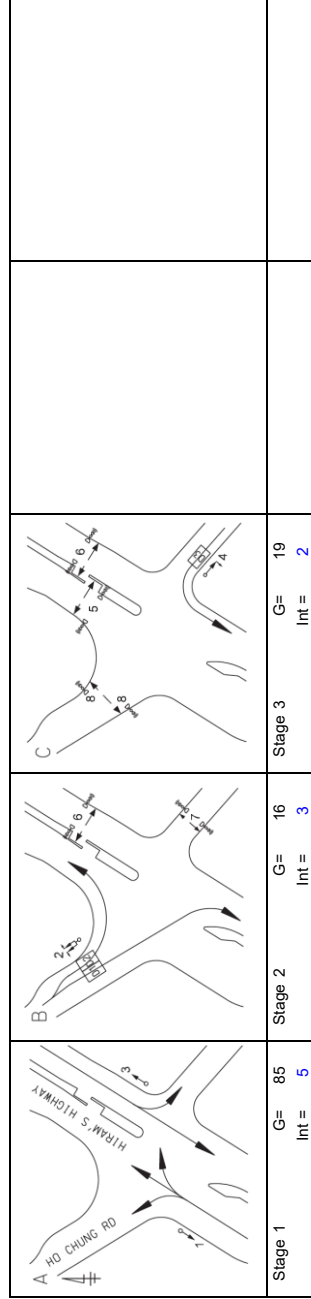 A
HO CHUNG RD
HIRAM'S HIGHWAY
3
1
Stage 1 G= 85
Int = 5
B
2
6
7
Stage 2 G= 16
Int = 3
C
6
5
8
8
4
Stage 3 G= 19
Int = 2